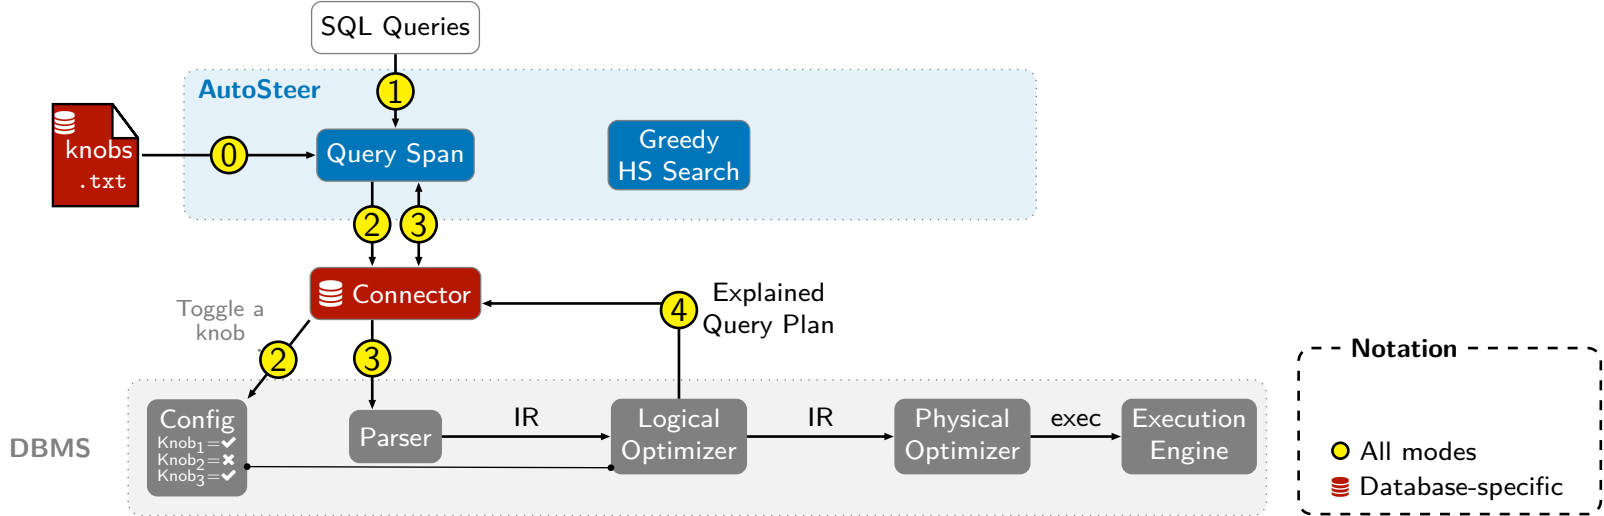 SQL Queries
AutoSteer
1
knobs
.txt
0
Query Span
Greedy
HS Search
2
3
Connector
Toggle a
knob
2
3
4
Explained
Query Plan
DBMS
Config
Knob1=✔
Knob2=✖
Knob3=✔
Parser
IR
Logical
Optimizer
IR
Physical
Optimizer
exec
Execution
Engine
Notation
All modes
Database-specific